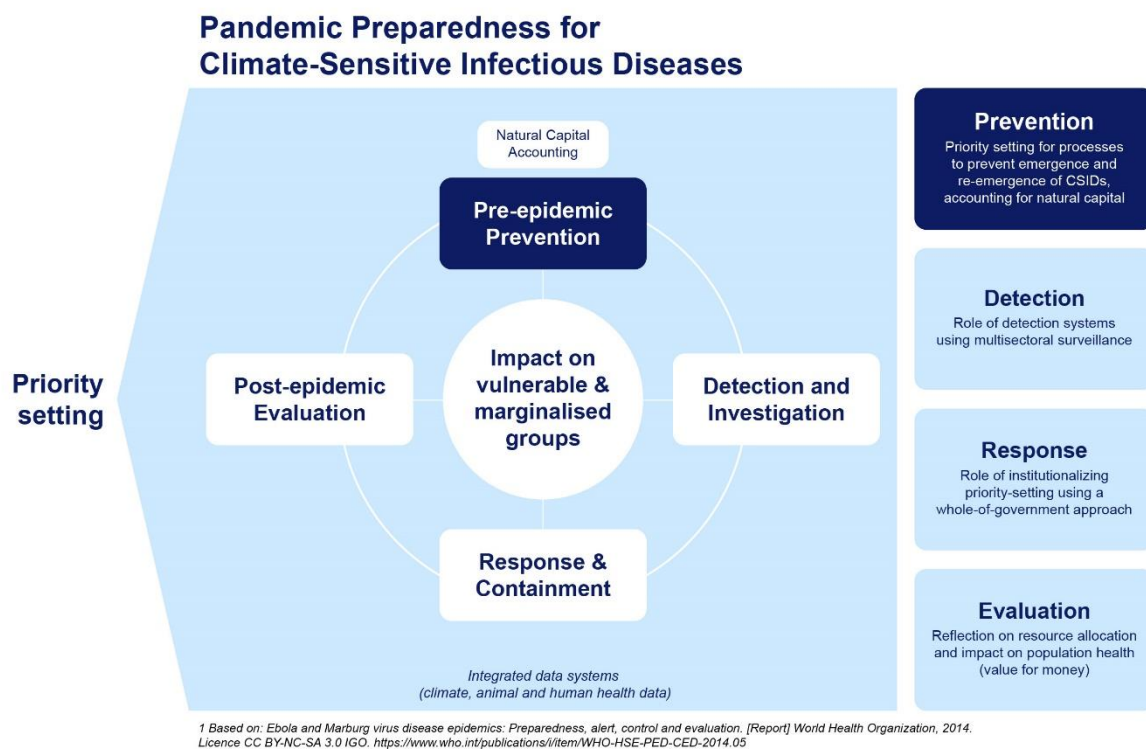 Pandemic Preparedness for
Climate-Sensitive Infectious Diseases
Priority
setting
Natural Capital
Accounting
Pre-epidemic
Prevention
Post-epidemic
Evaluation
Impact on
vulnerable &
marginalised
groups
Detection and
Investigation
Response &
Containment
Integrated data systems
(climate, animal and human health data)
Prevention
Priority setting for processes
to prevent emergence and
re-emergence of CSIDs,
accounting for natural capital
Detection
Role of detection systems
using multisectoral surveillance
Response
Role of institutionalizing
priority-setting using a
whole-of-government approach
Evaluation
Reflection on resource allocation
and impact on population health
(value for money)
1 Based on: Ebola and Marburg virus disease epidemics: Preparedness, alert, control and evaluation. [Report] World Health Organization, 2014.
Licence CC BY-NC-SA 3.0 IGO. https://www.who.int/publications/i/item/WHO-HSE-PED-CED-2014.05